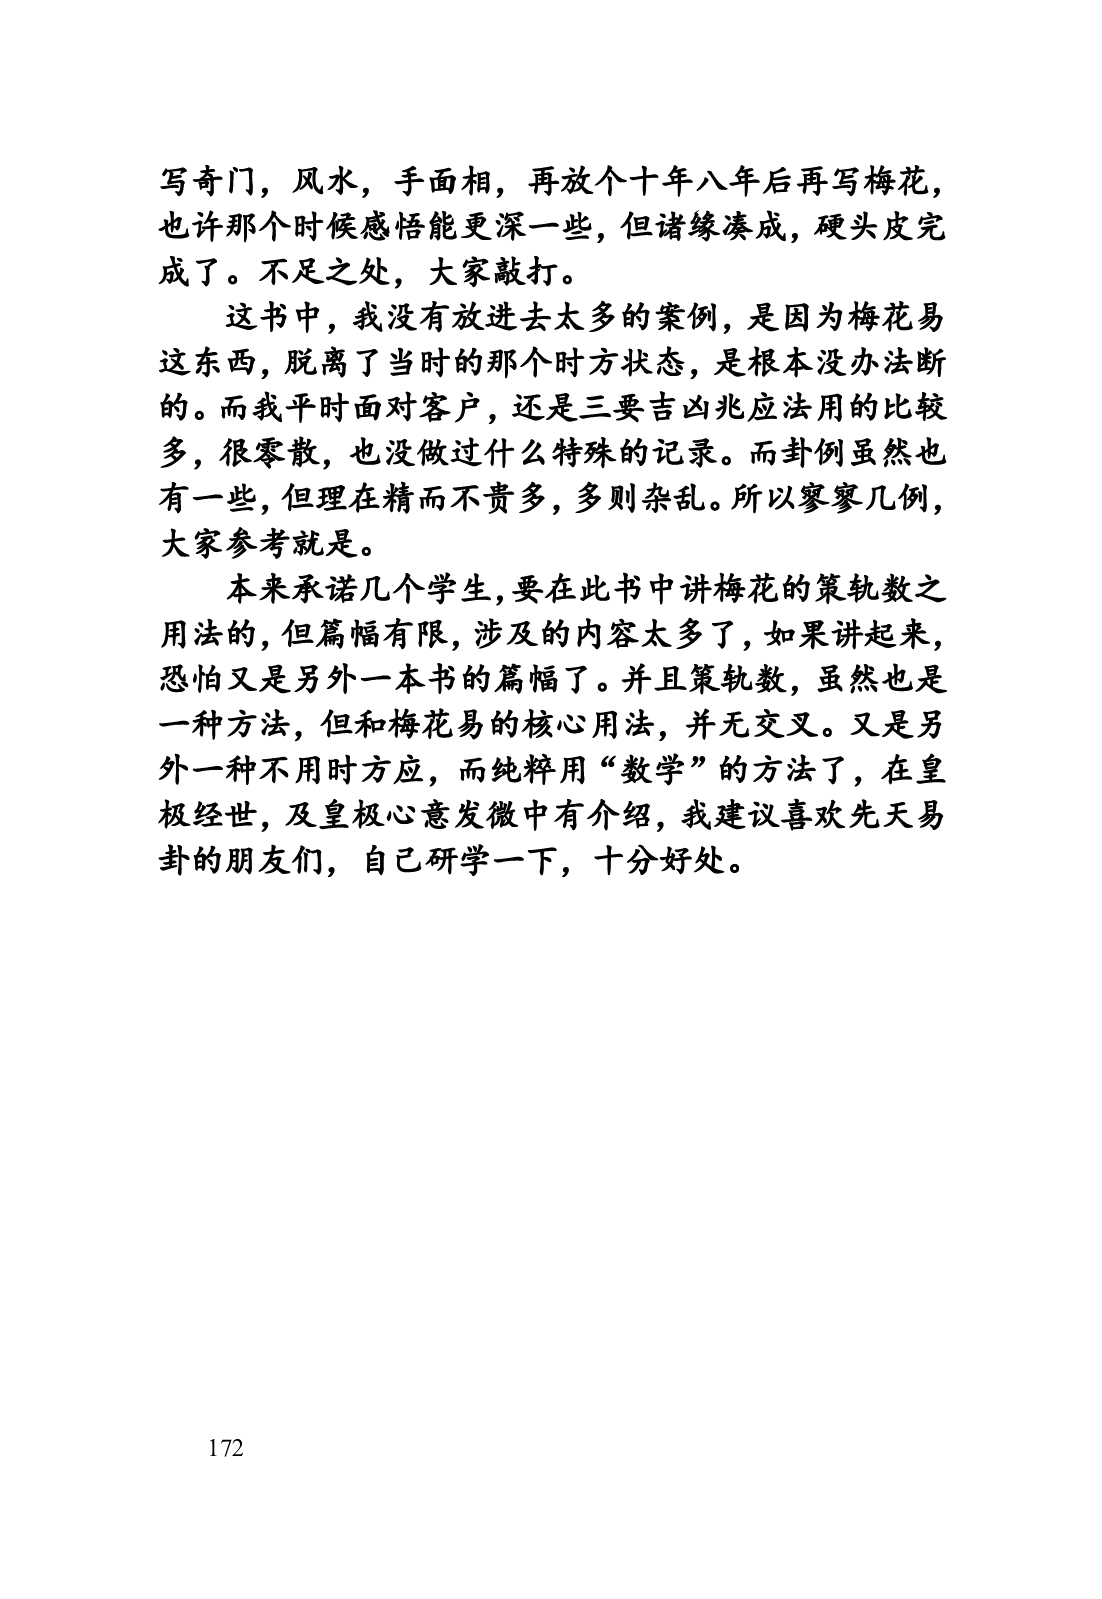 写奇门，风水，手面相，再放个十年八年后再写梅花，
也许那个时候感悟能更深一些，但诸缘凑成，硬头皮完
成了。不足之处，大家敲打。
这书中，我没有放进去太多的案例，是因为梅花易
这东西，脱离了当时的那个时方状态，是根本没办法断
的。而我平时面对客户，还是三要吉凶兆应法用的比较
多，很零散，也没做过什么特殊的记录。而卦例虽然也
有一些，但理在精而不贵多，多则杂乱。所以寥寥几例，
大家参考就是。
本来承诺几个学生，要在此书中讲梅花的策轨数之
用法的，但篇幅有限，涉及的内容太多了，如果讲起来，
恐怕又是另外一本书的篇幅了。并且策轨数，虽然也是
一种方法，但和梅花易的核心用法，并无交叉。又是另
外一种不用时方应，而纯粹用“数学”的方法了，在皇
极经世，及皇极心意发微中有介绍，我建议喜欢先天易
卦的朋友们，自己研学一下，十分好处。
172